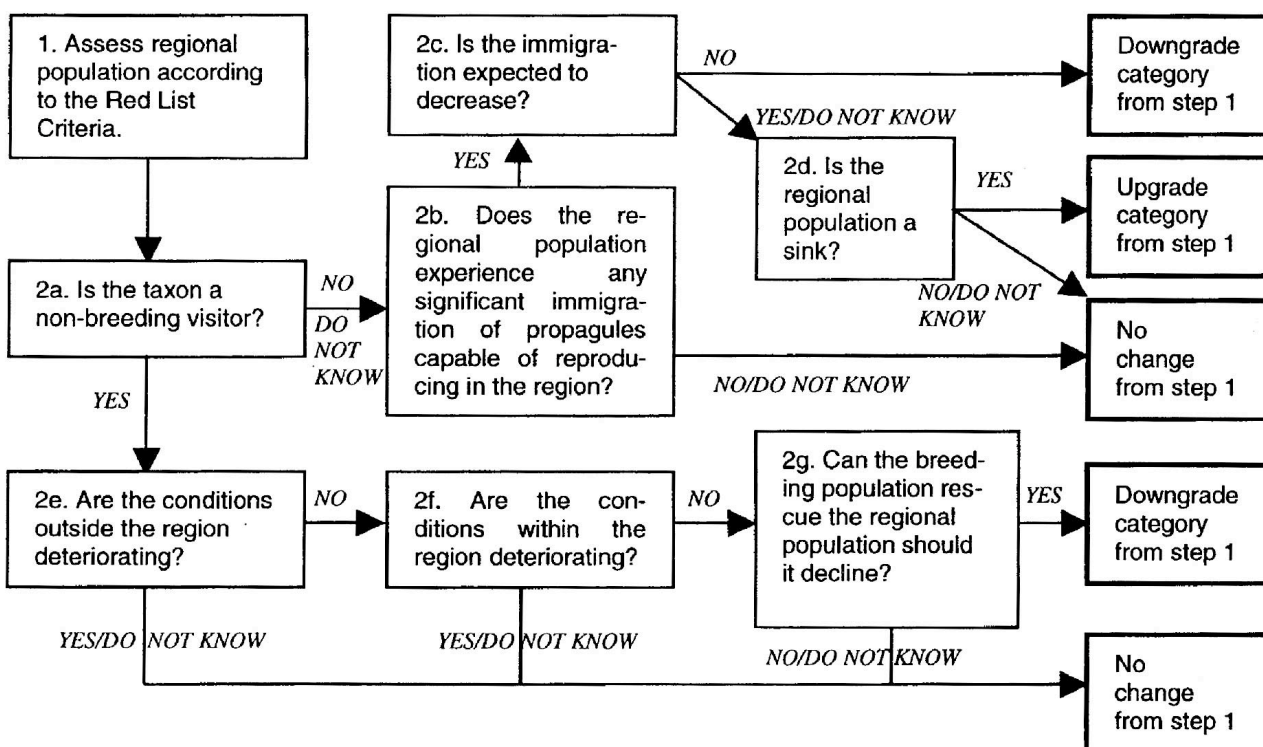 1. Assess regional
population according
to the Red List
Criteria.
2c. Is the immigra-
tion expected to
decrease?
NO
Downgrade
category
from step 1
YES/DO NOT KNOW
YES
2d. Is the
regional
population a
sink?
YES
Upgrade
category
from step 1
2a. Is the taxon a
non-breeding visitor?
NO
DO
NOT
KNOW
2b. Does the re-
gional population
experience any
significant immigra-
tion of propagules
capable of reprodu-
cing in the region?
NO/DO NOT
KNOW
NO/DO NOT KNOW
No
change
from step 1
YES
2e. Are the conditions
outside the region
deteriorating?
NO
2f. Are the con-
ditions within the
region deteriorating?
NO
2g. Can the breed-
ing population res-
cue the regional
population should
it decline?
YES
Downgrade
category
from step 1
YES/DO NOT KNOW
YES/DO NOT KNOW
NO/DO NOT KNOW
No
change
from step 1